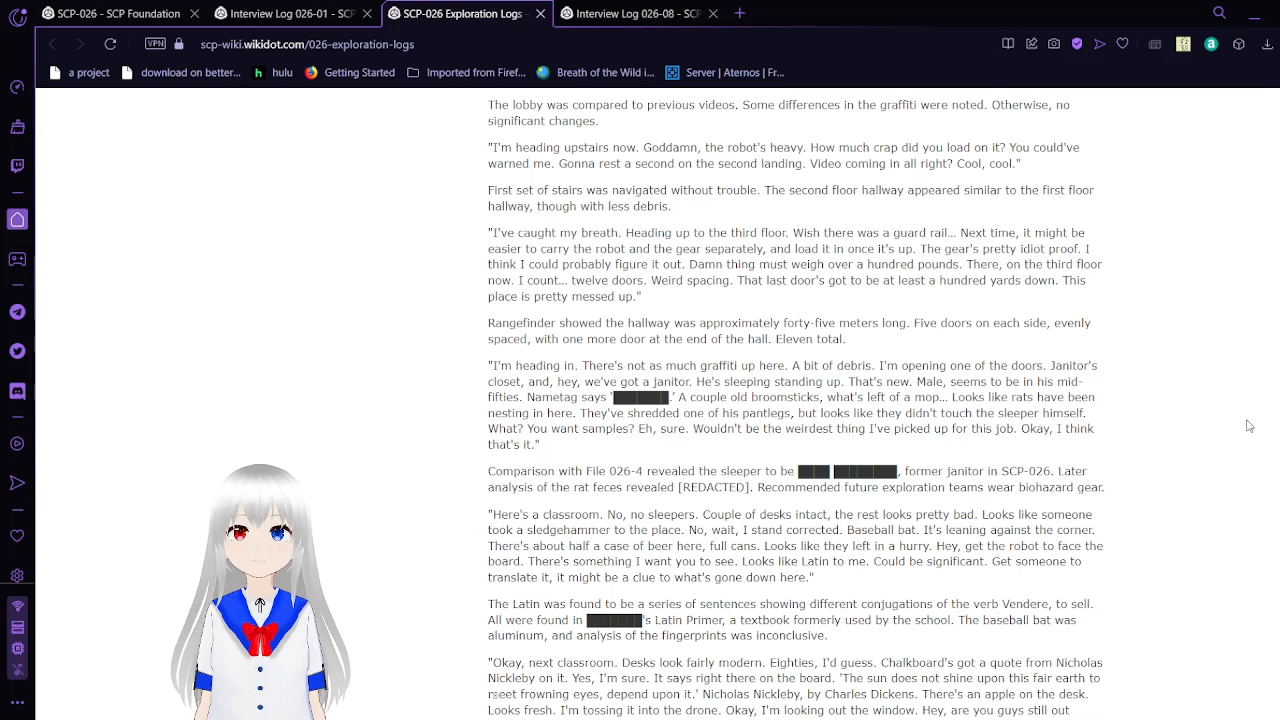 SCP-026 - SCP Foundation
Interview Log 026-01 - SCP
SCP-026 Exploration Logs -
Interview Log 026-08 - SCP
VPN
scp-wiki.wikidot.com/026-exploration-logs
a project
download on better...
hulu
Getting Started
Imported from Firef...
Breath of the Wild i...
Server | Aternos | Fr...
The lobby was compared to previous videos. Some differences in the graffiti were noted. Otherwise, no
significant changes.
"I'm heading upstairs now. Goddamn, the robot's heavy. How much crap did you load on it? You could've
warned me. Gonna rest a second on the second landing. Video coming in all right? Cool, cool."
First set of stairs was navigated without trouble. The second floor hallway appeared similar to the first floor
hallway, though with less debris.
"I've caught my breath. Heading up to the third floor. Wish there was a guard rail... Next time, it might be
easier to carry the robot and the gear separately, and load it in once it's up. The gear's pretty idiot proof. I
think I could probably figure it out. Damn thing must weigh over a hundred pounds. There, on the third floor
now. I count... twelve doors. Weird spacing. That last door's got to be at least a hundred yards down. This
place is pretty messed up."
Rangefinder showed the hallway was approximately forty-five meters long. Five doors on each side, evenly
spaced, with one more door at the end of the hall. Eleven total.
"I'm heading in. There's not as much graffiti up here. A bit of debris. I'm opening one of the doors. Janitor's
closet, and, hey, we've got a janitor. He's sleeping standing up. That's new. Male, seems to be in his mid-
fifties. Nametag says '███████.' A couple old broomsticks, what's left of a mop... Looks like rats have been
nesting in here. They've shredded one of his pantlegs, but looks like they didn't touch the sleeper himself.
What? You want samples? Eh, sure. Wouldn't be the weirdest thing I've picked up for this job. Okay, I think
that's it."
Comparison with File 026-4 revealed the sleeper to be ████ ████████, former janitor in SCP-026. Later
analysis of the rat feces revealed [REDACTED]. Recommended future exploration teams wear biohazard gear.
"Here's a classroom. No, no sleepers. Couple of desks intact, the rest looks pretty bad. Looks like someone
took a sledgehammer to the place. No, wait, I stand corrected. Baseball bat. It's leaning against the corner.
There's about half a case of beer here, full cans. Looks like they left in a hurry. Hey, get the robot to face the
board. There's something I want you to see. Looks like Latin to me. Could be significant. Get someone to
translate it, it might be a clue to what's gone down here."
The Latin was found to be a series of sentences showing different conjugations of the verb Vendere, to sell.
All were found in ███████'s Latin Primer, a textbook formerly used by the school. The baseball bat was
aluminum, and analysis of the fingerprints was inconclusive.
"Okay, next classroom. Desks look fairly modern. Eighties, I'd guess. Chalkboard's got a quote from Nicholas
Nickleby on it. Yes, I'm sure. It says right there on the board. 'The sun does not shine upon this fair earth to
meet frowning eyes, depend upon it.' Nicholas Nickleby, by Charles Dickens. There's an apple on the desk.
Looks fresh. I'm tossing it into the drone. Okay, I'm looking out the window. Hey, are you guys still out